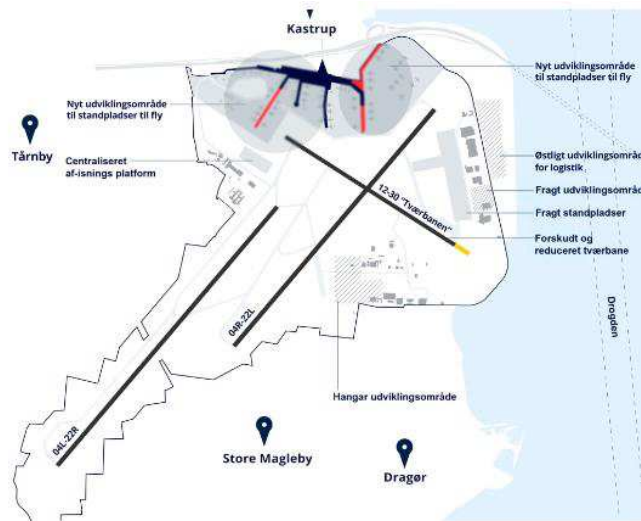 Kastrup
Nyt udviklingsområde
til standpladser til fly
Nyt udviklingsområde
til standpladser til fly
Tårnby
Centraliseret
af-isnings platform
12-30 "Tværbanen"
Østligt udviklingsområd
for logistik
Fragt udviklingsområd
Fragt standpladser
Forskudt og
reduceret tværbane
04R-22L
Drogden
Hangar udviklingsområde
04L-22R
Store Magleby
Dragør